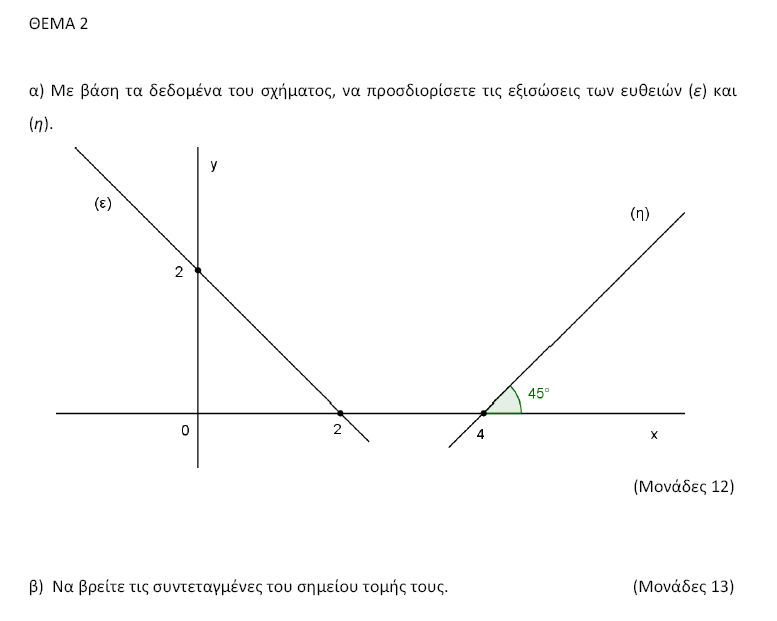 ΘΕΜΑ 2
α) Με βάση τα δεδομένα του σχήματος, να προσδιορίσετε τις εξισώσεις των ευθειών (ε) και
(η).
y
(ε)
(η)
2
45°
0
2
4
x
(Μονάδες 12)
β) Να βρείτε τις συντεταγμένες του σημείου τομής τους. (Μονάδες 13)